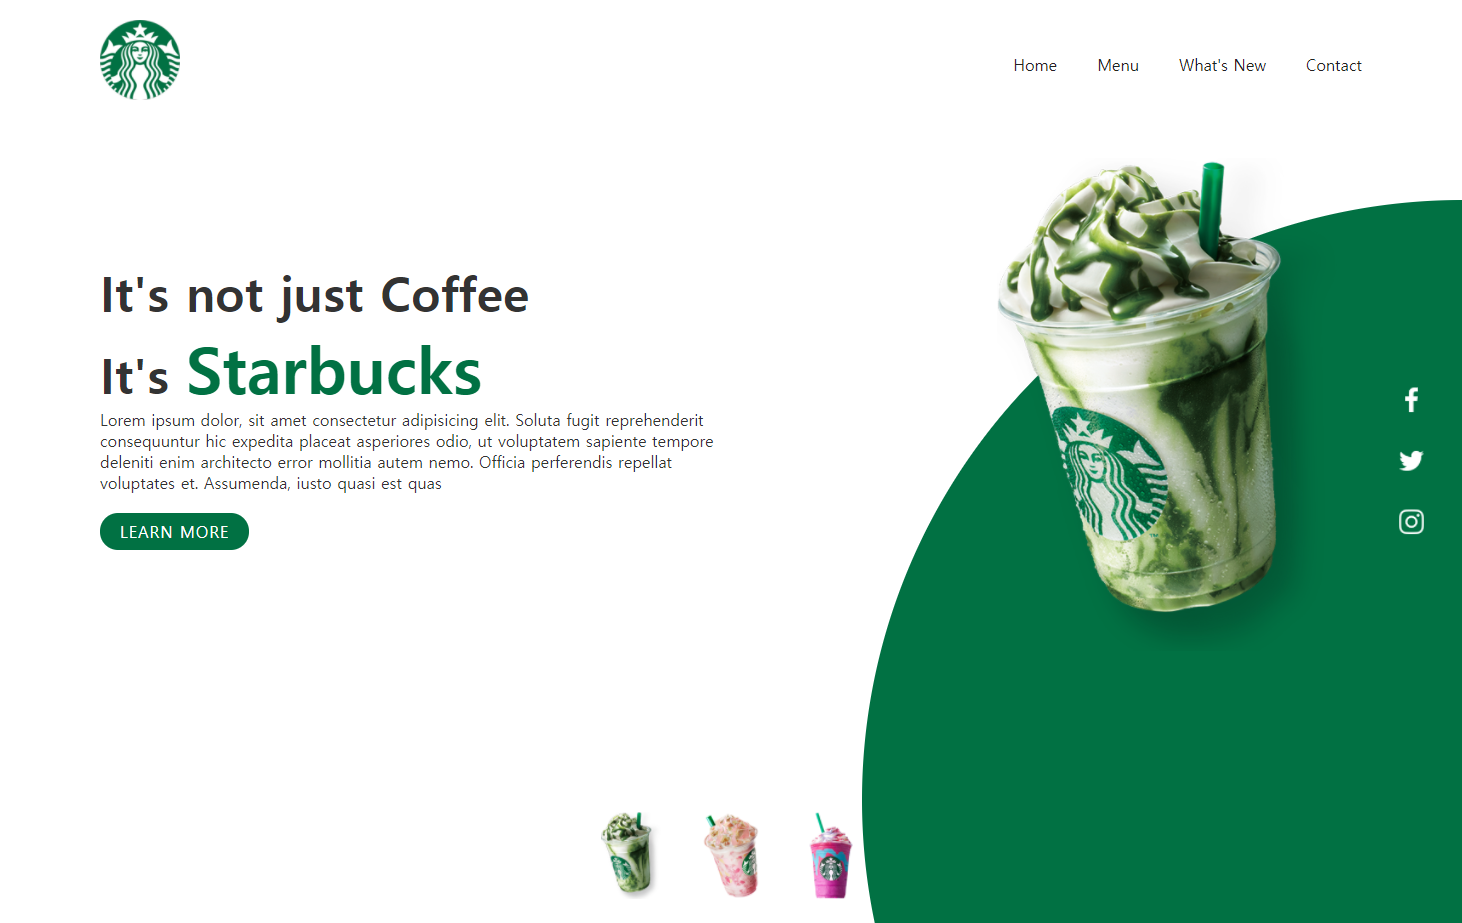 Home Menu What's New Contact
It's not just Coffee
It's Starbucks
Lorem ipsum dolor, sit amet consectetur adipisicing elit. Soluta fugit reprehenderit
consequuntur hic expedita placeat asperiores odio, ut voluptatem sapiente tempore
deleniti enim architecto error mollitia autem nemo. Officia perferendis repellat
voluptates et. Assumenda, iusto quasi est quas
LEARN MORE